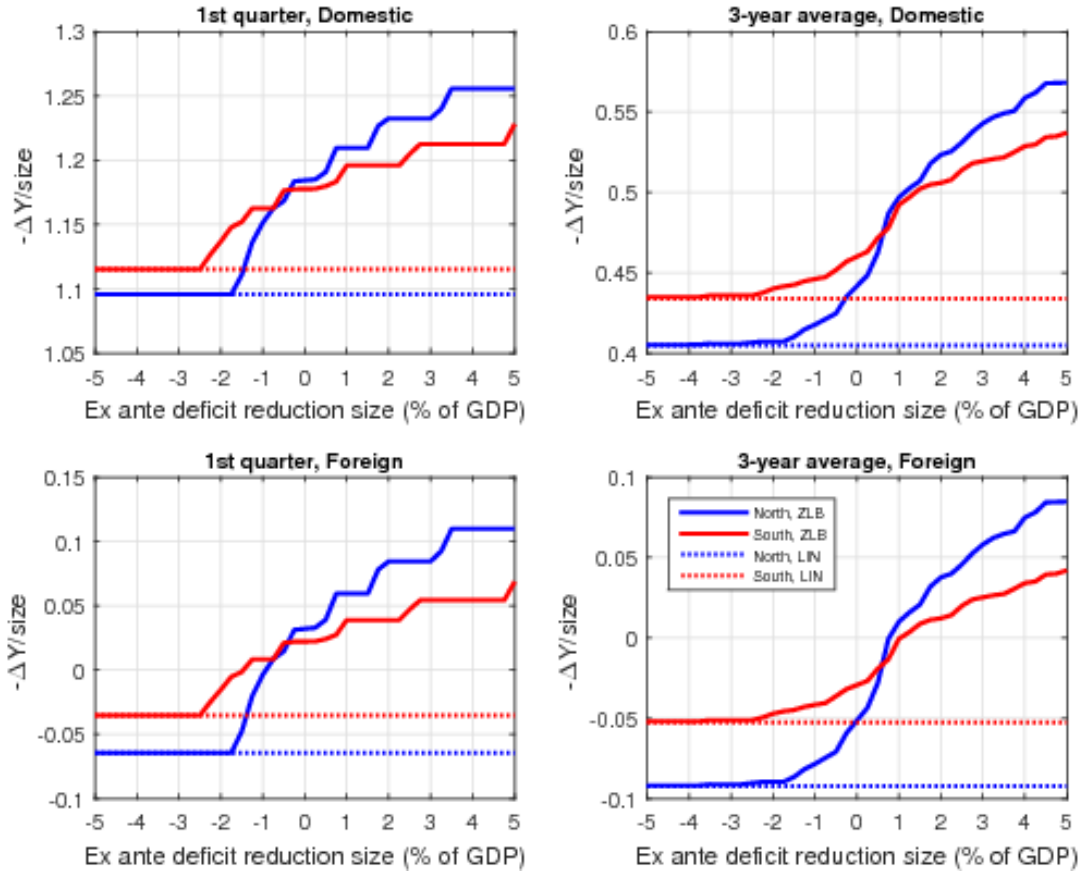 1st quarter, Domestic
1.3
1.25
1.2
1.15
1.1
1.05
-ΔY/size
-5 -4 -3 -2 -1 0 1 2 3 4 5
Ex ante deficit reduction size (% of GDP)
3-year average, Domestic
0.6
0.55
0.5
0.45
0.4
-ΔY/size
-5 -4 -3 -2 -1 0 1 2 3 4 5
Ex ante deficit reduction size (% of GDP)
1st quarter, Foreign
0.15
0.1
0.05
0
-0.05
-0.1
-ΔY/size
-5 -4 -3 -2 -1 0 1 2 3 4 5
Ex ante deficit reduction size (% of GDP)
3-year average, Foreign
0.1
0.05
0
-0.05
-0.1
-ΔY/size
North, ZLB
South, ZLB
North, LIN
South, LIN
-5 -4 -3 -2 -1 0 1 2 3 4 5
Ex ante deficit reduction size (% of GDP)